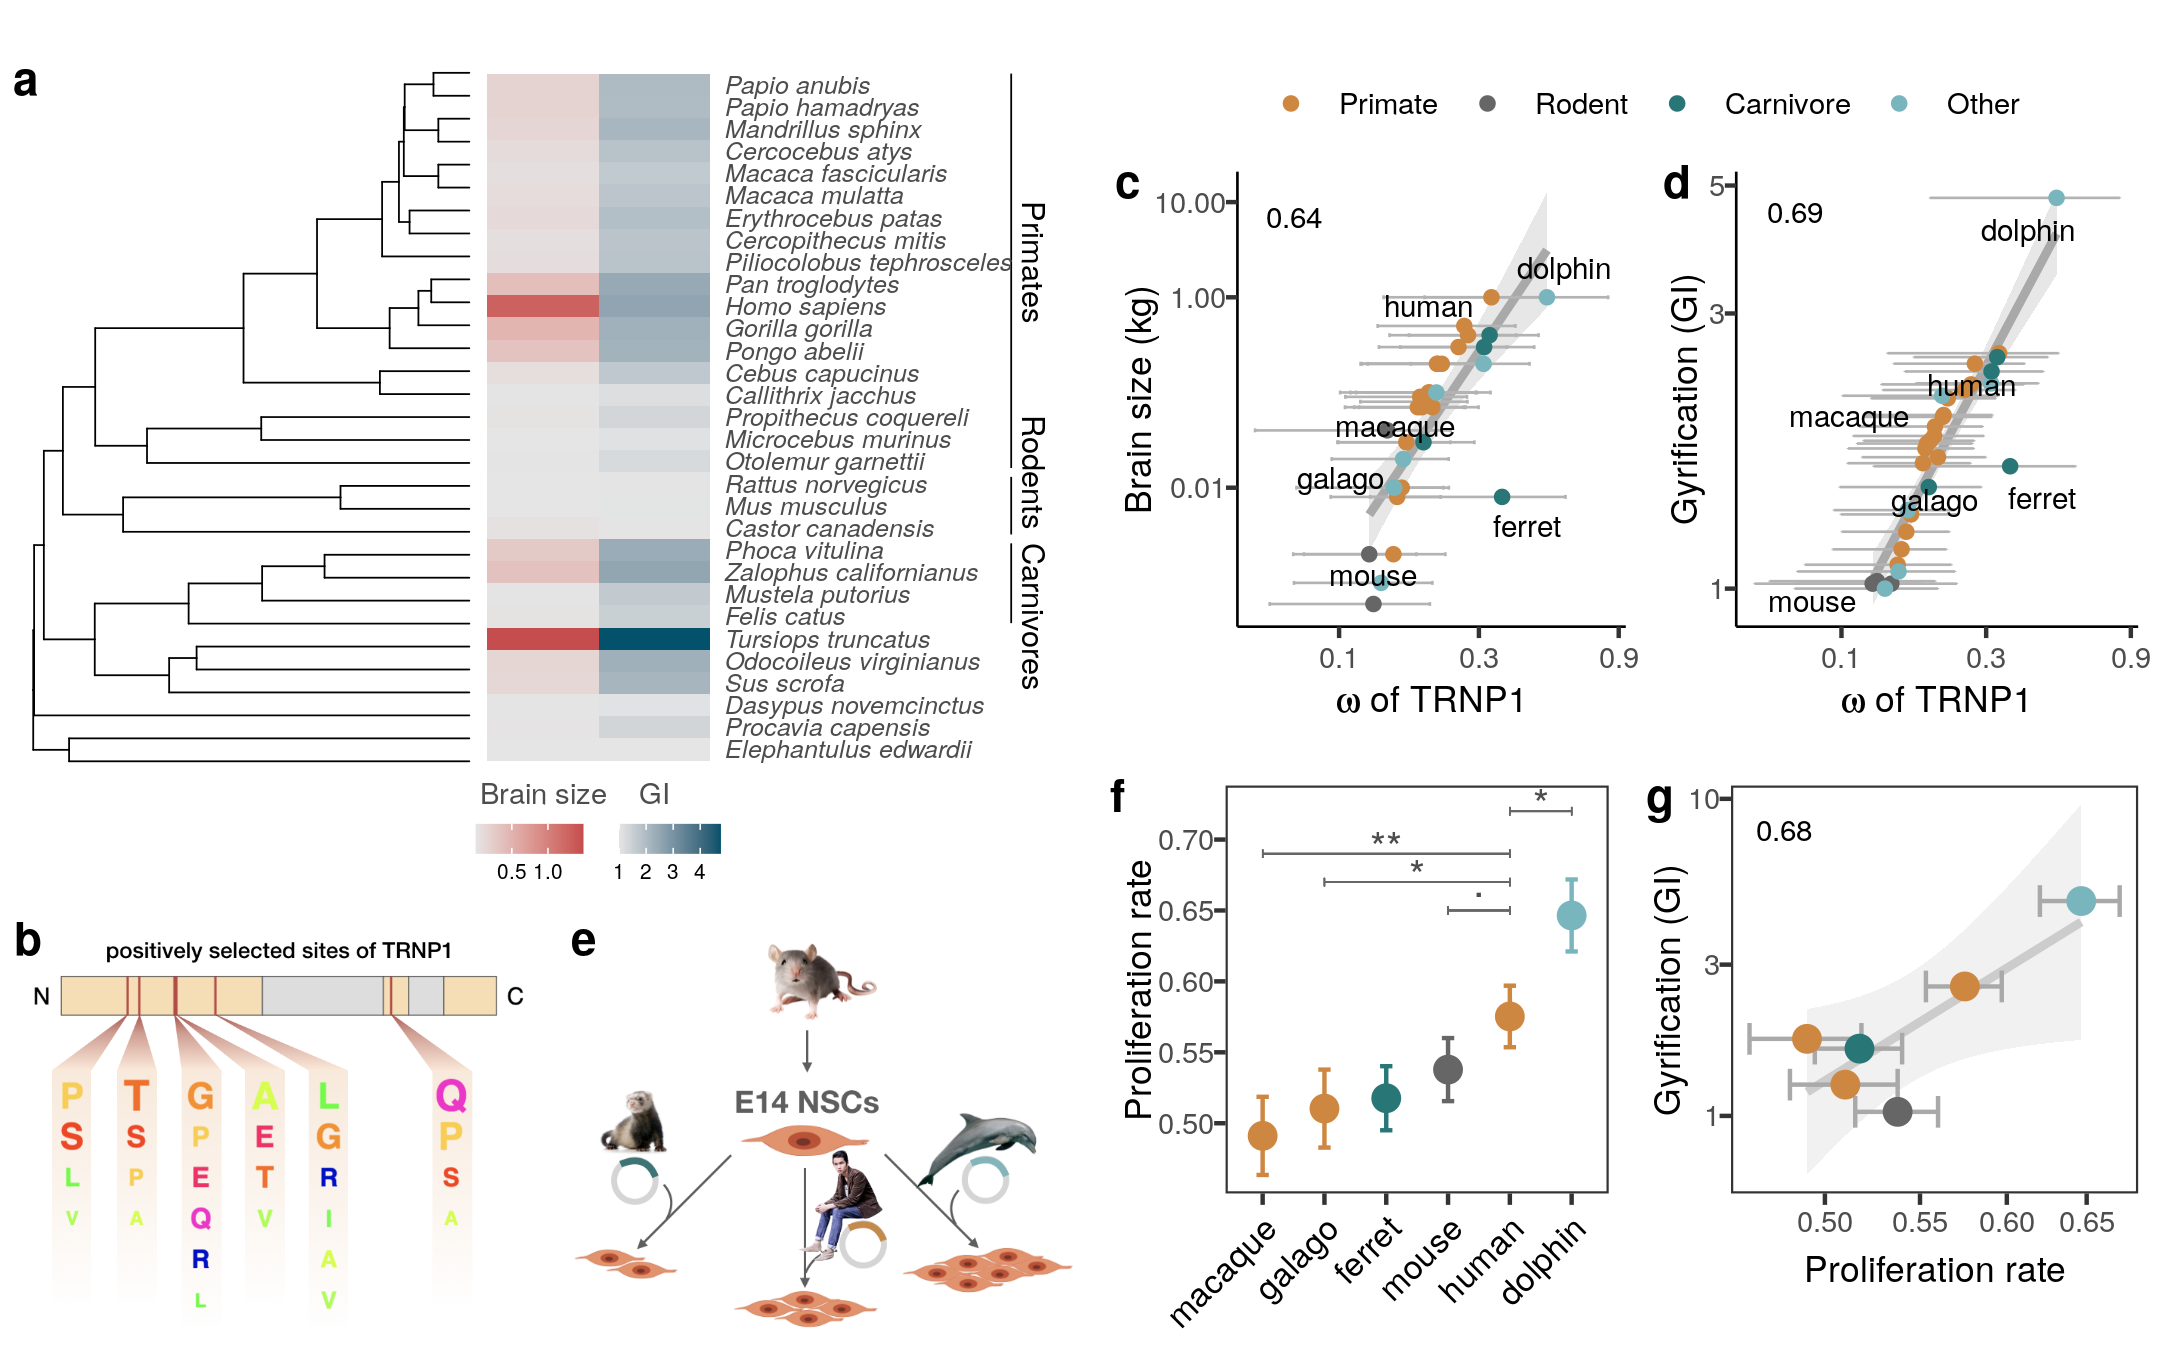 a
Papio anubis
Papio hamadryas
Mandrillus sphinx
Cercocebus atys
Macaca fascicularis
Macaca mulatta
Erythrocebus patas
Cercopithecus mitis
Piliocolobus tephrosceles
Pan troglodytes
Homo sapiens
Gorilla gorilla
Pongo abelii
Cebus capucinus
Callithrix jacchus
Propithecus coquereli
Microcebus murinus
Otolemur garnettii
Rattus norvegicus
Mus musculus
Castor canadensis
Phoca vitulina
Zalophus californianus
Mustela putorius
Felis catus
Tursiops truncatus
Odocoileus virginianus
Sus scrofa
Dasypus novemcinctus
Procavia capensis
Elephantulus edwardii
Primates
Rodents
Carnivores
Brain size GI
0.5 1.0
1 2 3 4
b
positively selected sites of TRNP1
N C
P T G A L Q
S S P E G P
L P E T R S
V A Q V I A
R A
L V
Primate Rodent Carnivore Other
c
0.64
Brain size (kg)
10.00
1.00
0.01
dolphin
human
macaque
galago
ferret
mouse
0.1 0.3 0.9
ω of TRNP1
d
0.69
Gyrification (GI)
5
3
1
dolphin
human
macaque
galago
ferret
mouse
0.1 0.3 0.9
ω of TRNP1
e
E14 NSCs
f
Proliferation rate
0.70
0.65
0.60
0.55
0.50
*
**
*
.
macaque
galago
ferret
mouse
human
dolphin
g
0.68
Gyrification (GI)
10
3
1
0.50 0.55 0.60 0.65
Proliferation rate